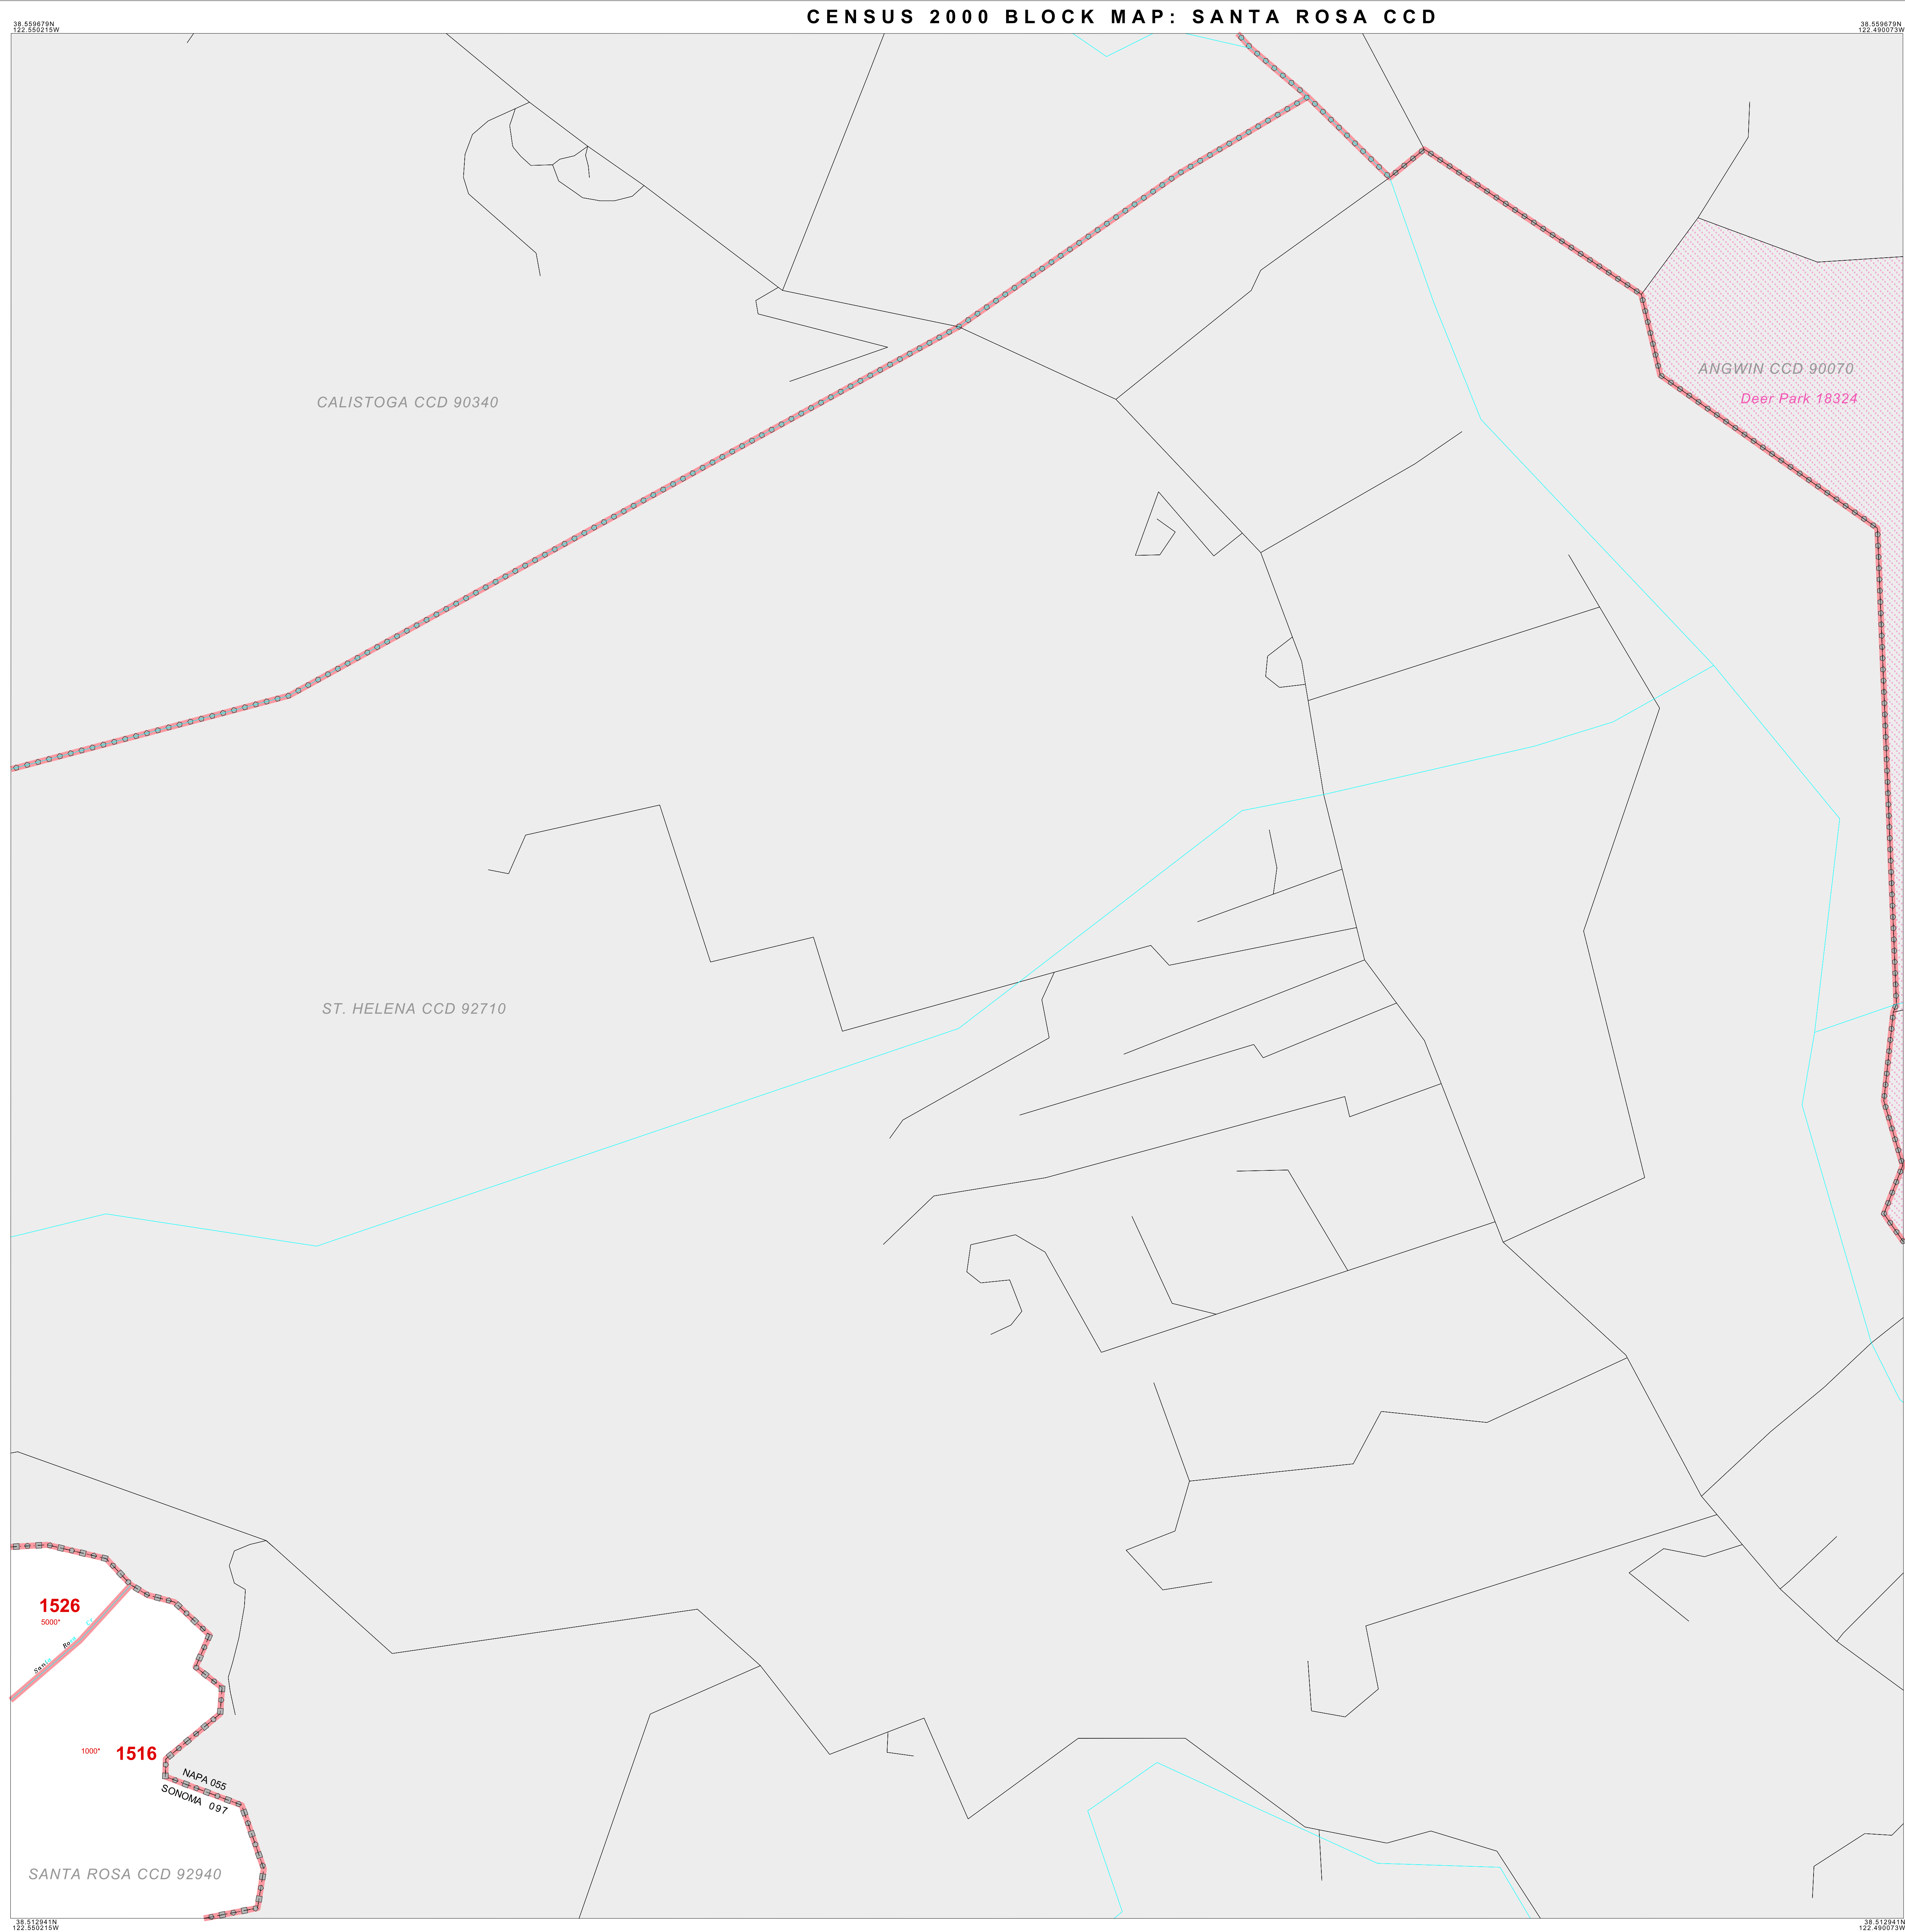 CENSUS 2000 BLOCK MAP: SANTA ROSA CCD
38.559679N
122.550215W
38.559679N
122.490073W
ANGWIN CCD 90070
Deer Park 18324
CALISTOGA CCD 90340
ST. HELENA CCD 92710
1526
5000*
Santa Rosa
1000*
1516
NAPA 055
SONOMA 097
SANTA ROSA CCD 92940
38.512941N
122.550215W
38.512941N
122.490073W